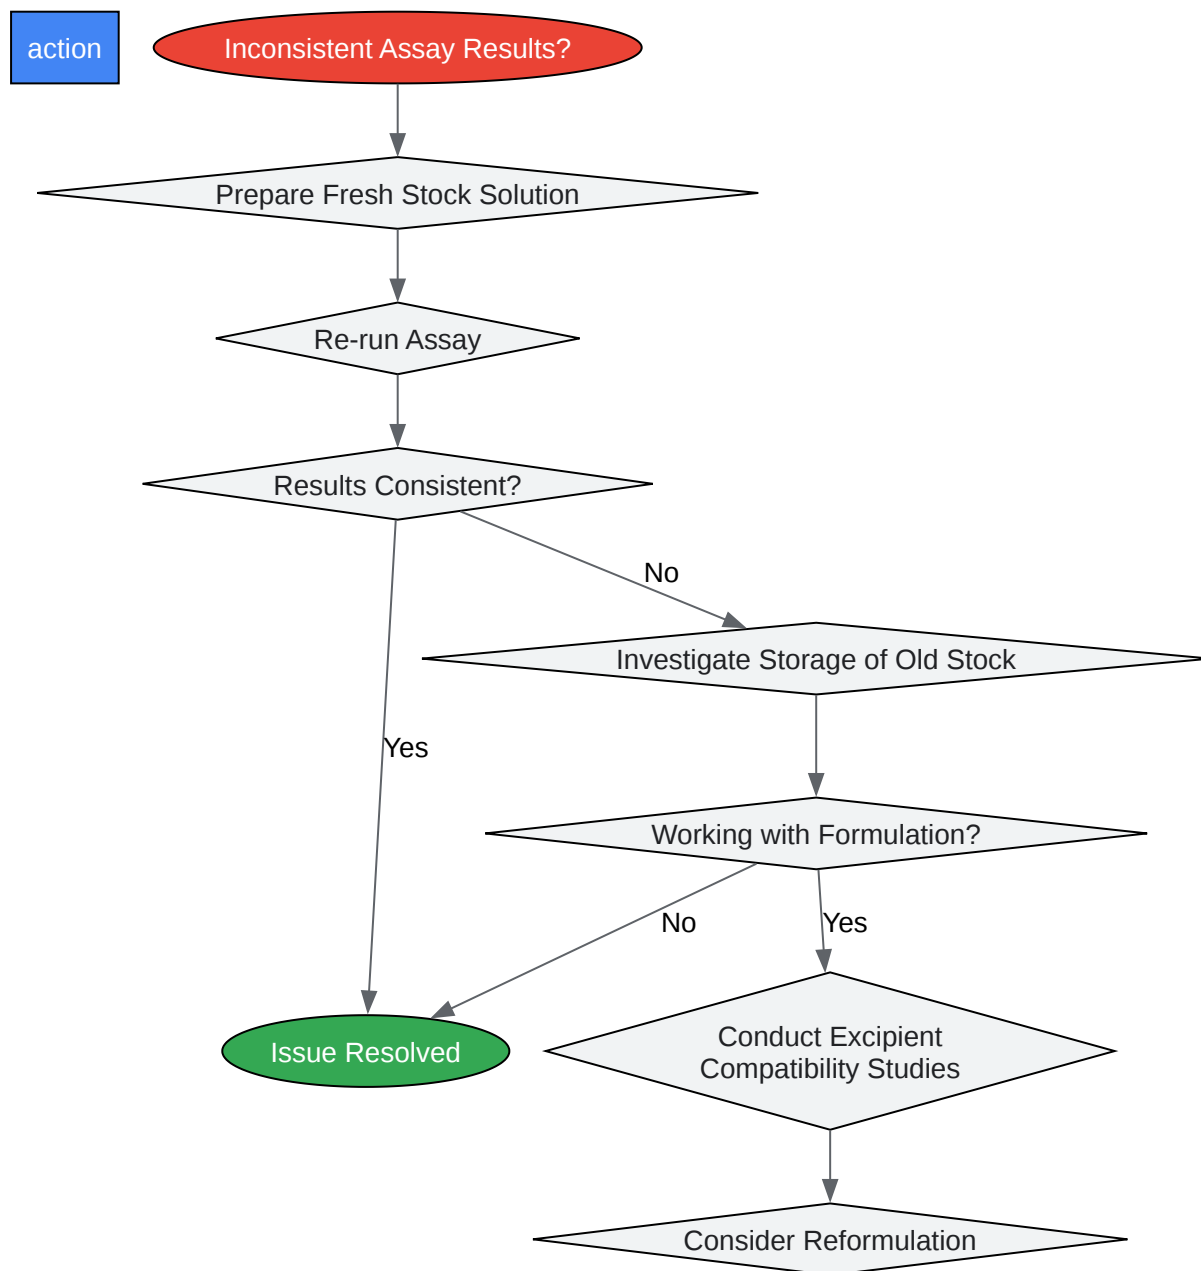 action
Inconsistent Assay Results?
Prepare Fresh Stock Solution
Re-run Assay
Results Consistent?
No
Investigate Storage of Old Stock
Yes
Working with Formulation?
No
Yes
Conduct Excipient
Compatibility Studies
Issue Resolved
Consider Reformulation